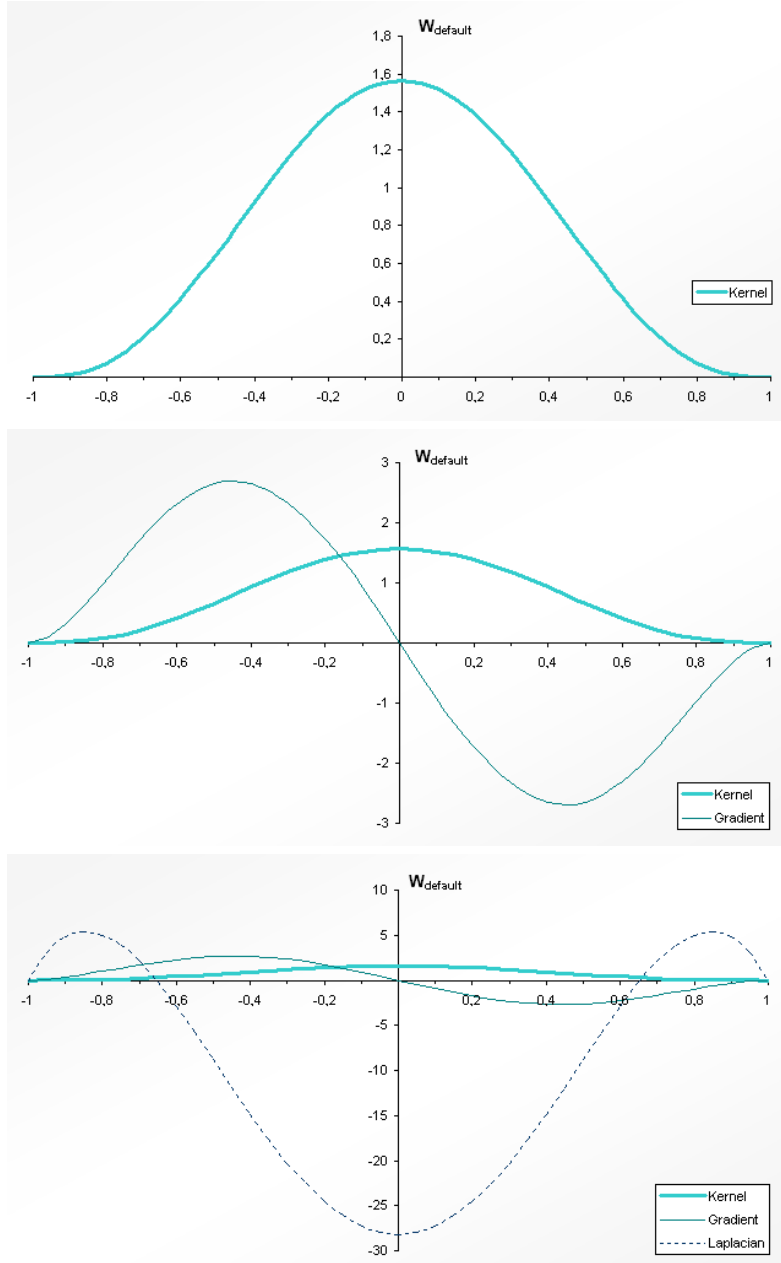 Wdefault
1,8
1,6
1,4
1,2
1
0,8
0,6
0,4
0,2
-1 -0,8 -0,6 -0,4 -0,2 0 0,2 0,4 0,6 0,8 1
Kernel
Wdefault
3
2
1
-1 -0,8 -0,6 -0,4 -0,2 0,2 0,4 0,6 0,8 1
-1
-2
-3
Kernel
Gradient
Wdefault
10
5
0
-1 -0,8 -0,6 -0,4 -0,2 0,2 0,4 0,6 0,8 1
-5
-10
-15
-20
-25
-30
Kernel
Gradient
Laplacian